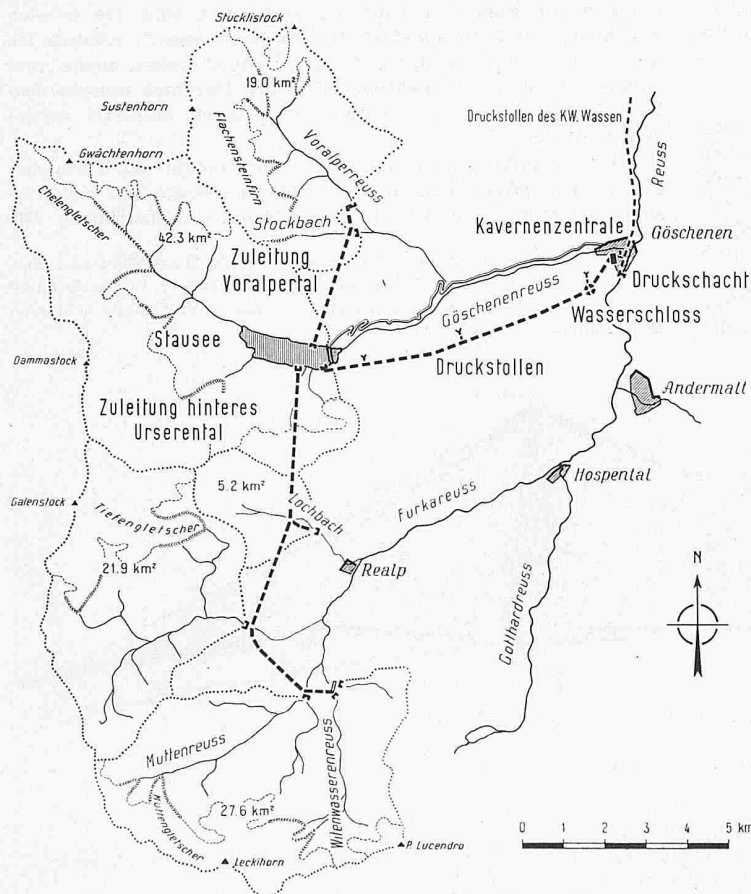 Stucklistock
19.0 km²
Sustenhorn
Voralperreuss
Druckstollen des KW. Wassen
Reuss
Gwächtenhorn
Flachensteinfirn
Chelengletscher
Stockbach
42.3 km²
Kavernenzentrale
Göschenen
Zuleitung
Voralpertal
Göschenenreuss
Druckschacht
Wasserschloss
Stausee
Druckstollen
Dammastock
Andermatt
Zuleitung hinteres
Urserental
5.2 km²
Hospental
Galenstock
Tiefengletscher
Lochbach
Furkareuss
21.9 km²
Realp
N
Gotthardreuss
Muttenreuss
Witenwasserenreuss
27.6 km²
Muttengletscher
Leckihorn
P. Lucendro
0 1 2 3 4 5 km